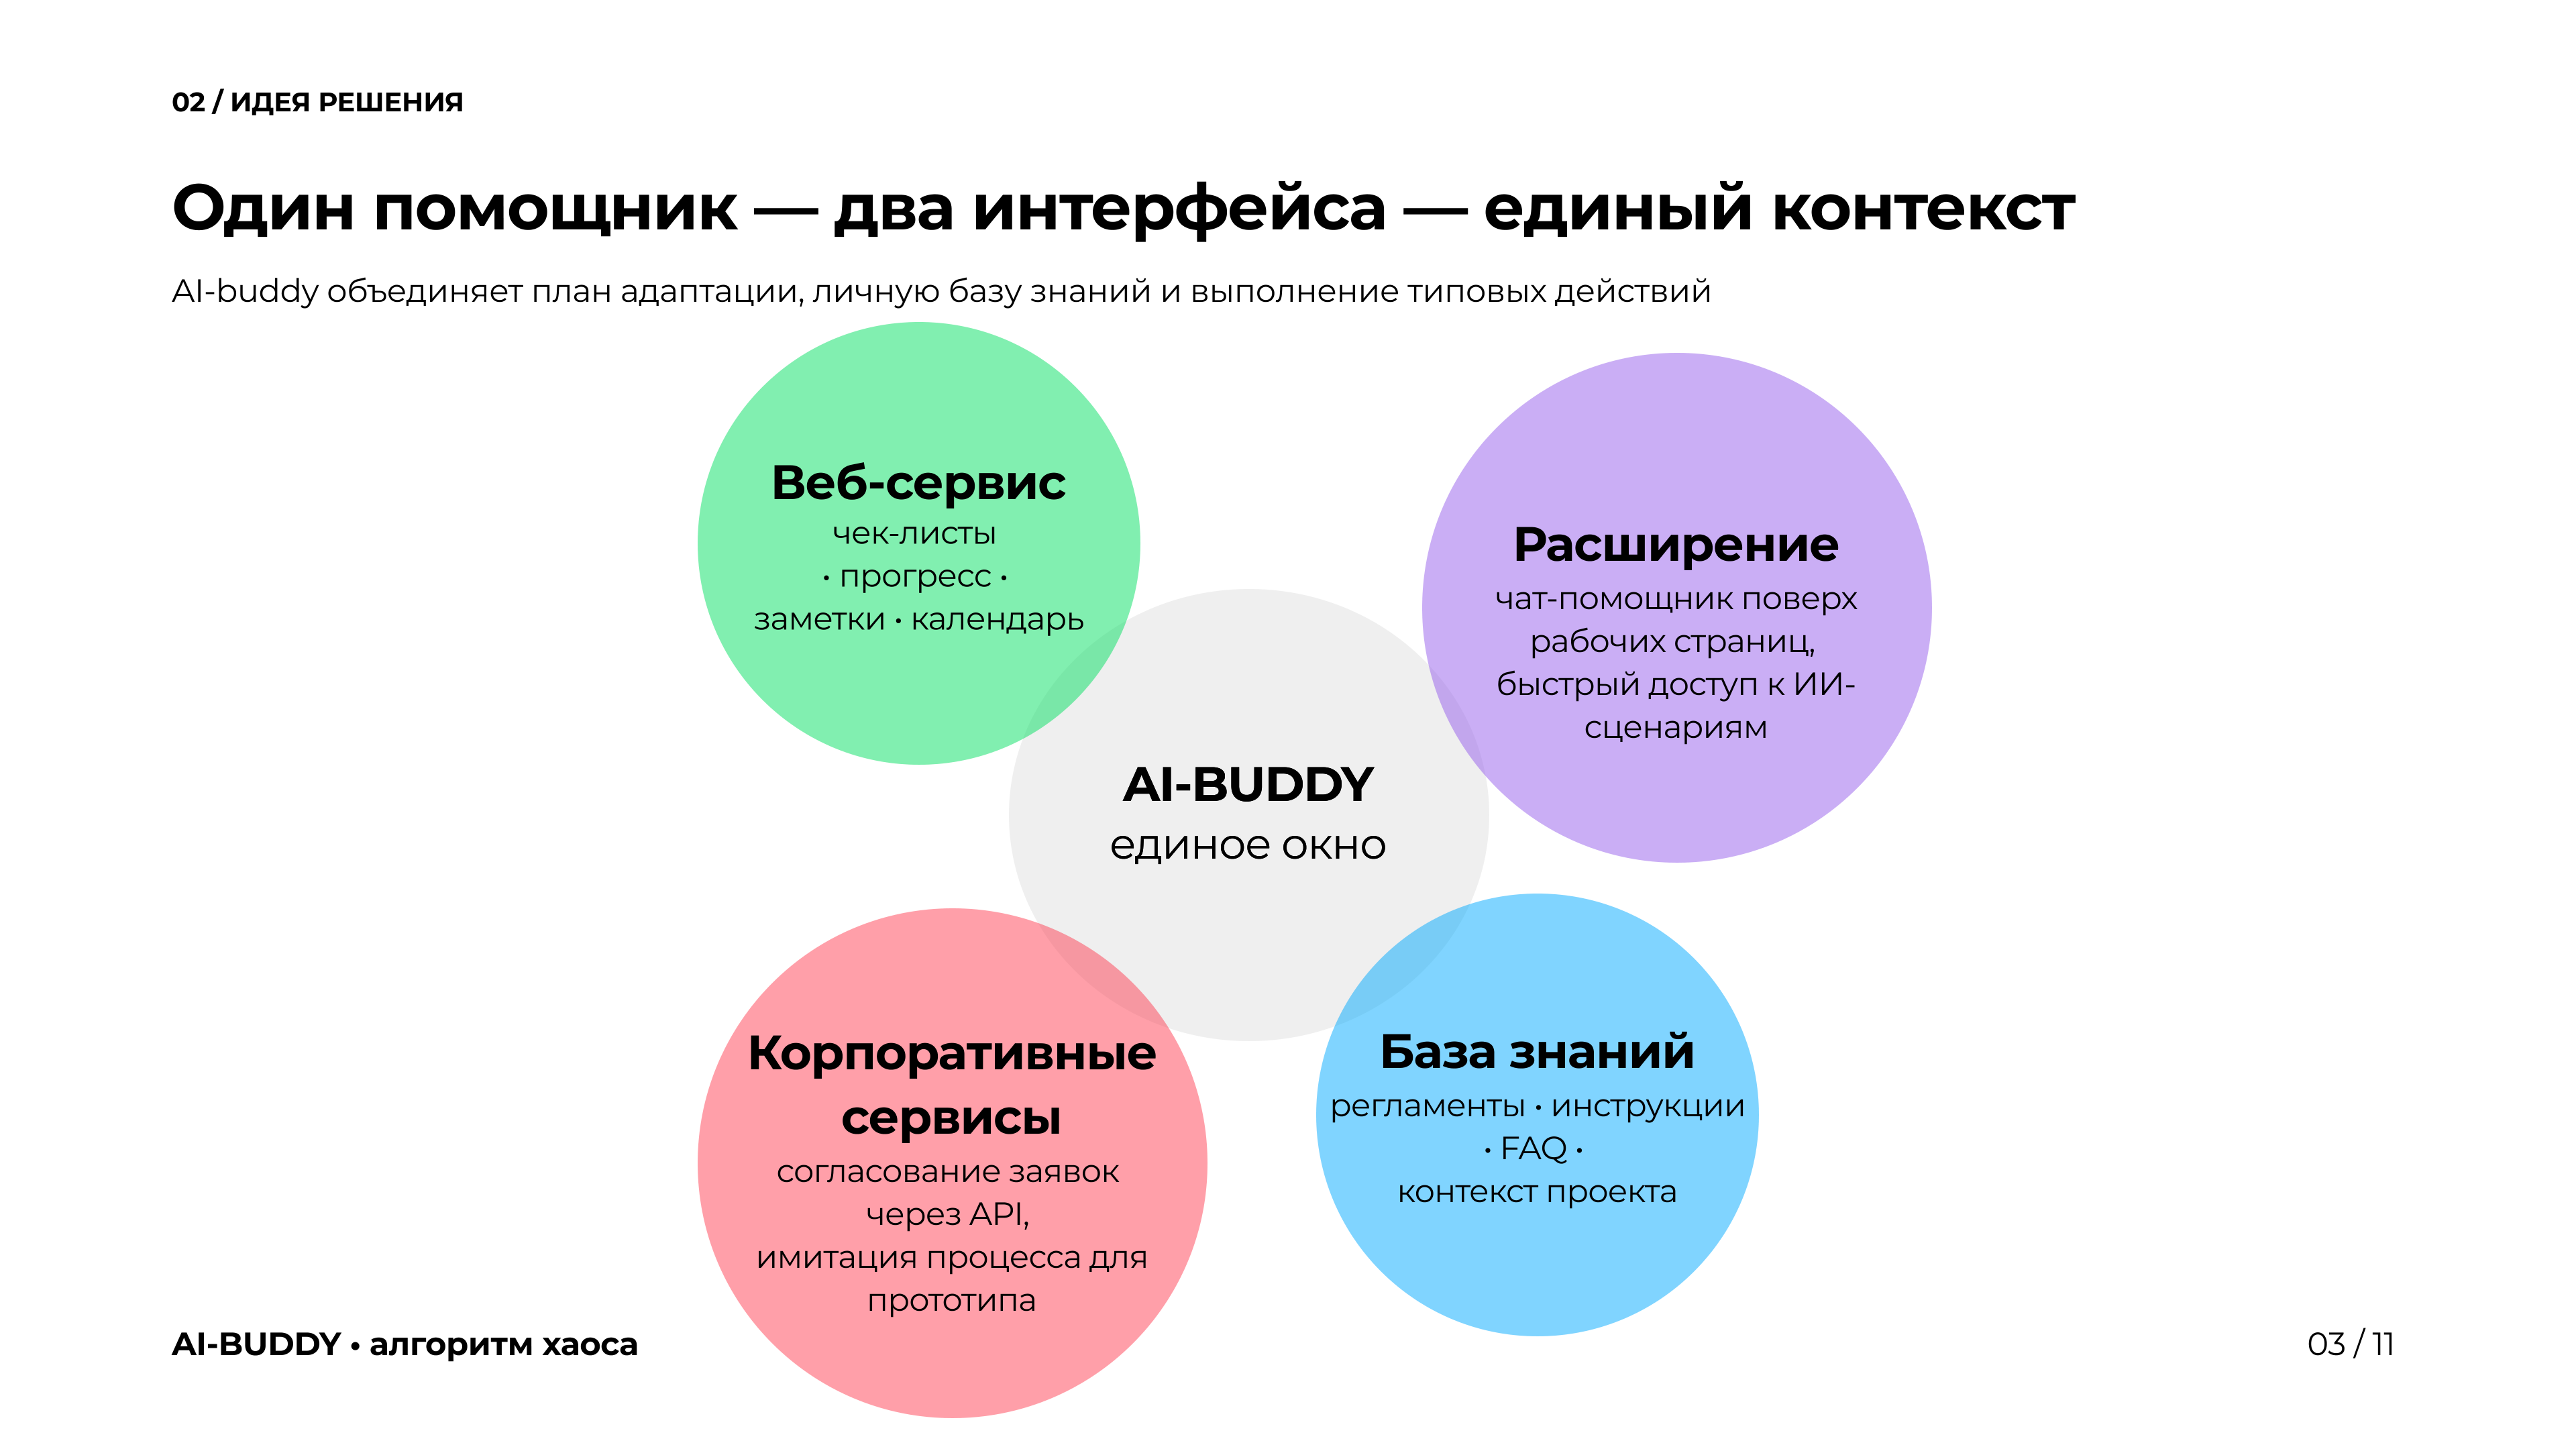 02 / ИДЕЯ РЕШЕНИЯ
Один помощник — два интерфейса — единый контекст
AI-buddy объединяет план адаптации, личную базу знаний и выполнение типовых действий
Веб-сервис
чек-листы
• прогресс •
заметки • календарь
Расширение
чат-помощник поверх
рабочих страниц,
быстрый доступ к ИИ-
сценариям
AI-BUDDY
единое окно
Корпоративные
сервисы
согласование заявок
через API,
имитация процесса для
прототипа
База знаний
регламенты • инструкции
• FAQ •
контекст проекта
AI-BUDDY • алгоритм хаоса
03 / 11